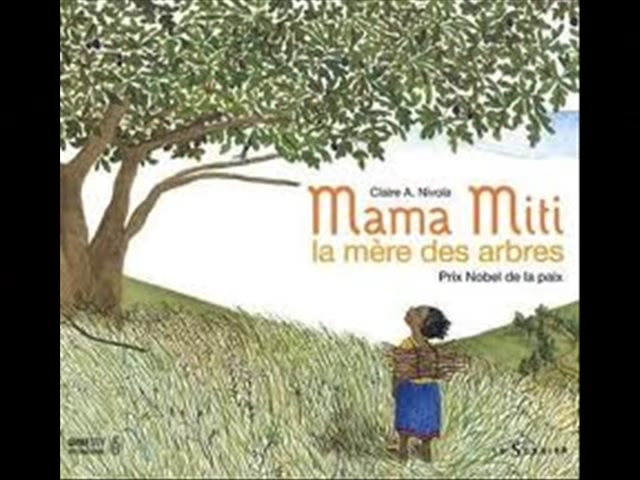 Claire A. Nivola
Mama Miti
la mère des arbres
Prix Nobel de la paix